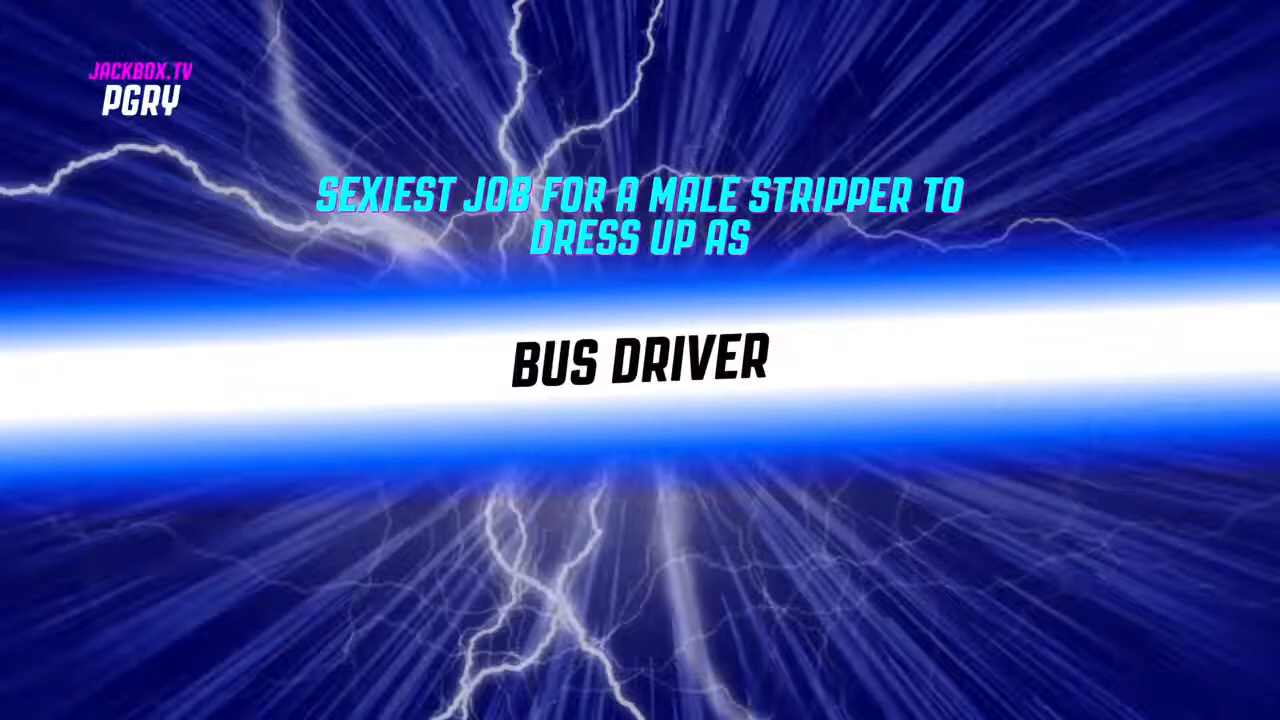 JACKBOX.TV
PGRY
SEXIEST JOB FOR A MALE STRIPPER TO
DRESS UP AS
BUS DRIVER